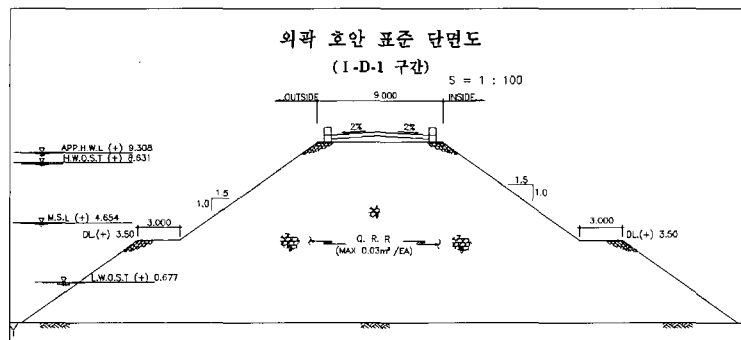 외곽 호안 표준 단면도
(I-D-1 구간)
S = 1 : 100
OUTSIDE 9.000 INSIDE
2% 2%
APP.H.W.L (+) 9.308
H.W.O.S.T (+) 8.631
1.5
1.0
1.5
1.0
M.S.L (+) 4.654
3.000
3.000
DL.(+) 3.50
DL.(+) 3.50
Q. R. R
(MAX 0.03m³/EA)
L.W.O.S.T (+) 0.677